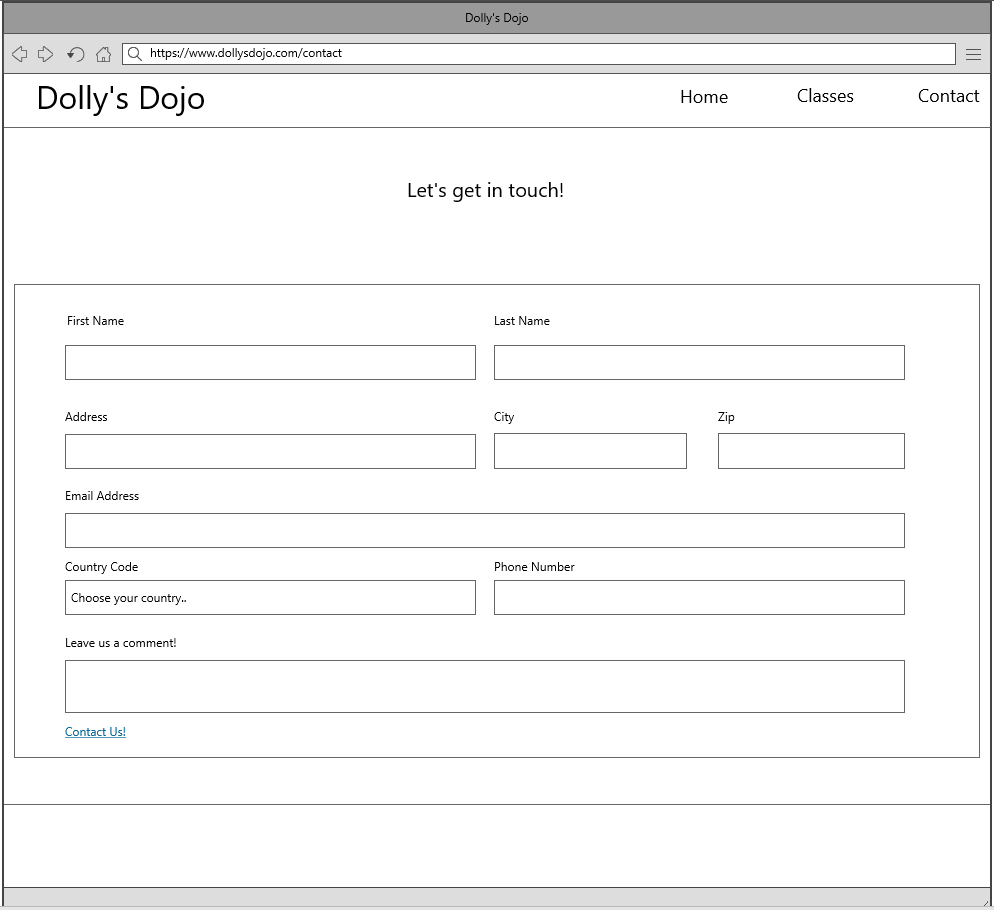 Dolly's Dojo
https://www.dollysdojo.com/contact
Dolly's Dojo Home Classes Contact
Let's get in touch!
First Name Last Name
Address City Zip
Email Address
Country Code Phone Number
Choose your country..
Leave us a comment!
Contact Us!